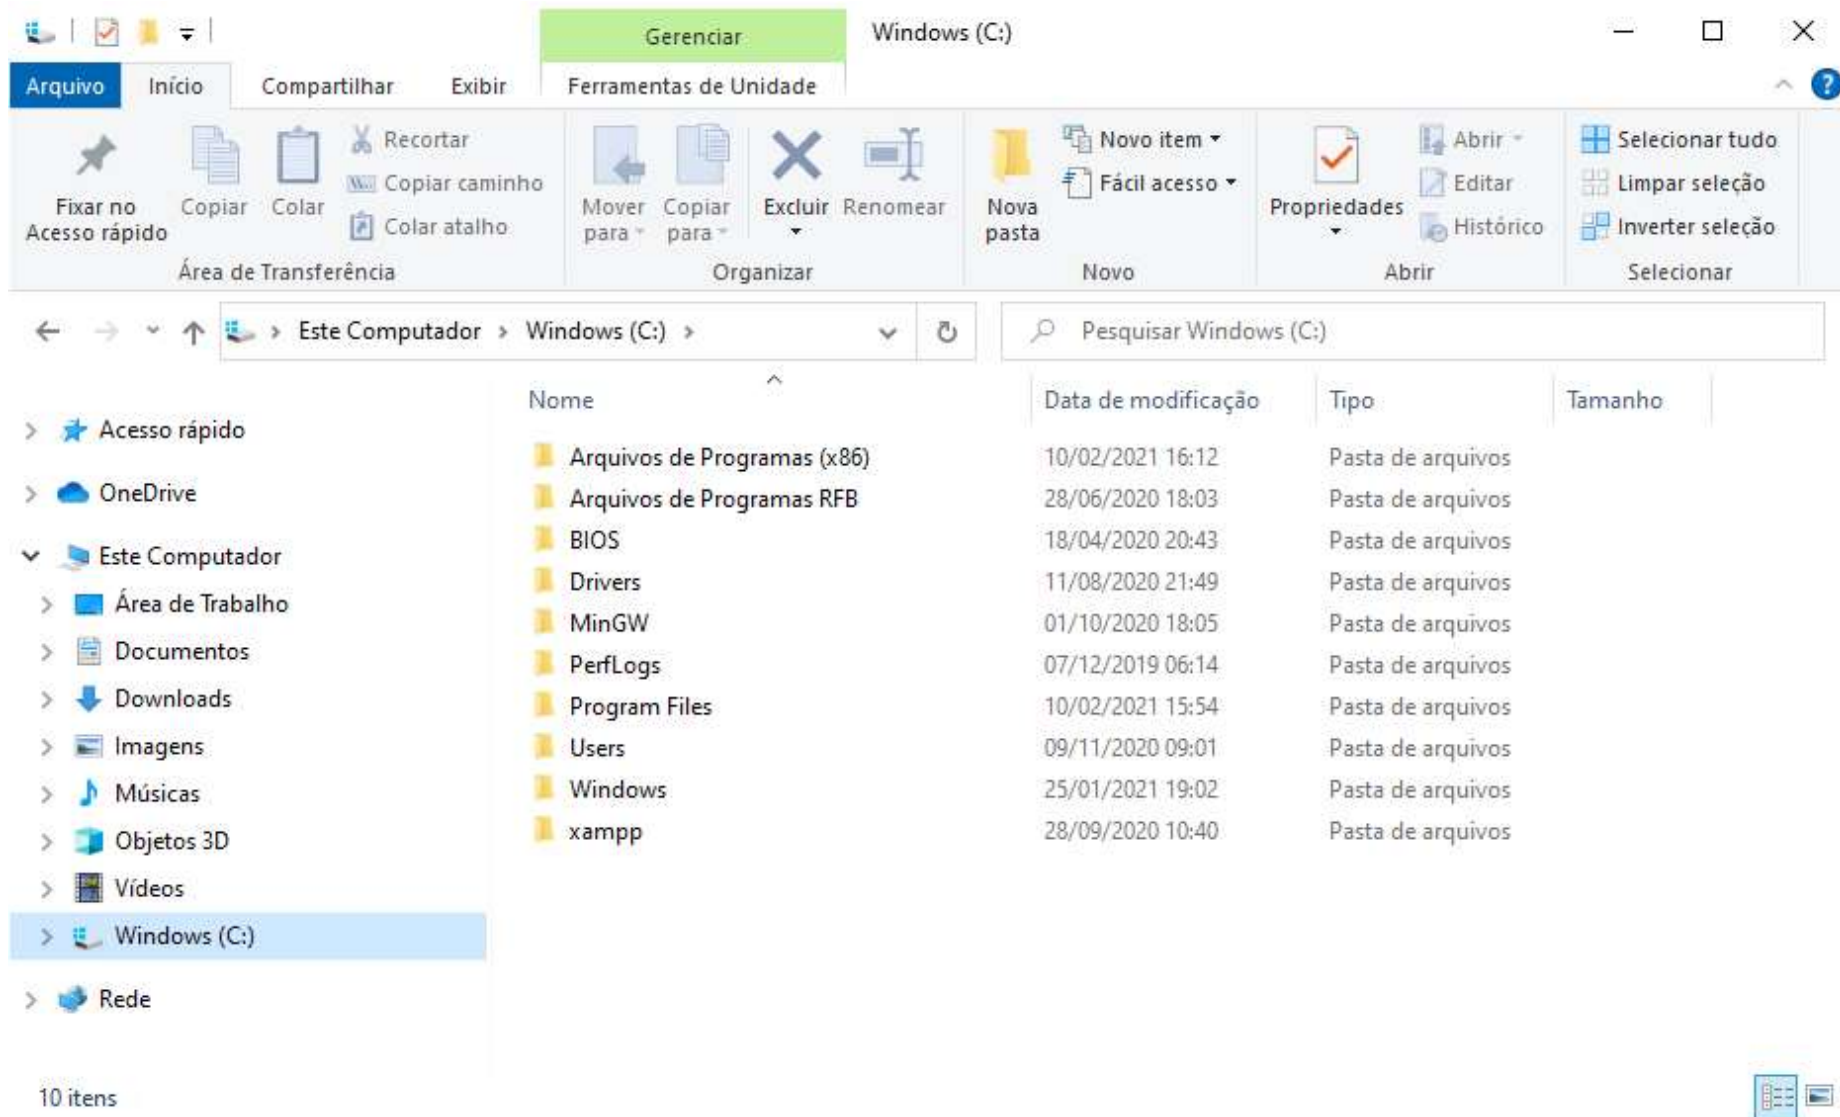 Gerenciar Windows (C:)
Arquivo Início Compartilhar Exibir Ferramentas de Unidade ?
Fixar no Acesso rápido
Copiar
Colar
Recortar
Copiar caminho
Colar atalho
Área de Transferência
Mover para
Copiar para
Excluir
Renomear
Organizar
Nova pasta
Novo item
Fácil acesso
Novo
Propriedades
Abrir
Editar
Histórico
Abrir
Selecionar tudo
Limpar seleção
Inverter seleção
Selecionar
Este Computador > Windows (C:) >
Pesquisar Windows (C:)
Acesso rápido
OneDrive
Este Computador
Área de Trabalho
Documentos
Downloads
Imagens
Músicas
Objetos 3D
Vídeos
Windows (C:)
Rede
Nome Data de modificação Tipo Tamanho
Arquivos de Programas (x86) 10/02/2021 16:12 Pasta de arquivos
Arquivos de Programas RFB 28/06/2020 18:03 Pasta de arquivos
BIOS 18/04/2020 20:43 Pasta de arquivos
Drivers 11/08/2020 21:49 Pasta de arquivos
MinGW 01/10/2020 18:05 Pasta de arquivos
PerfLogs 07/12/2019 06:14 Pasta de arquivos
Program Files 10/02/2021 15:54 Pasta de arquivos
Users 09/11/2020 09:01 Pasta de arquivos
Windows 25/01/2021 19:02 Pasta de arquivos
xampp 28/09/2020 10:40 Pasta de arquivos
10 itens